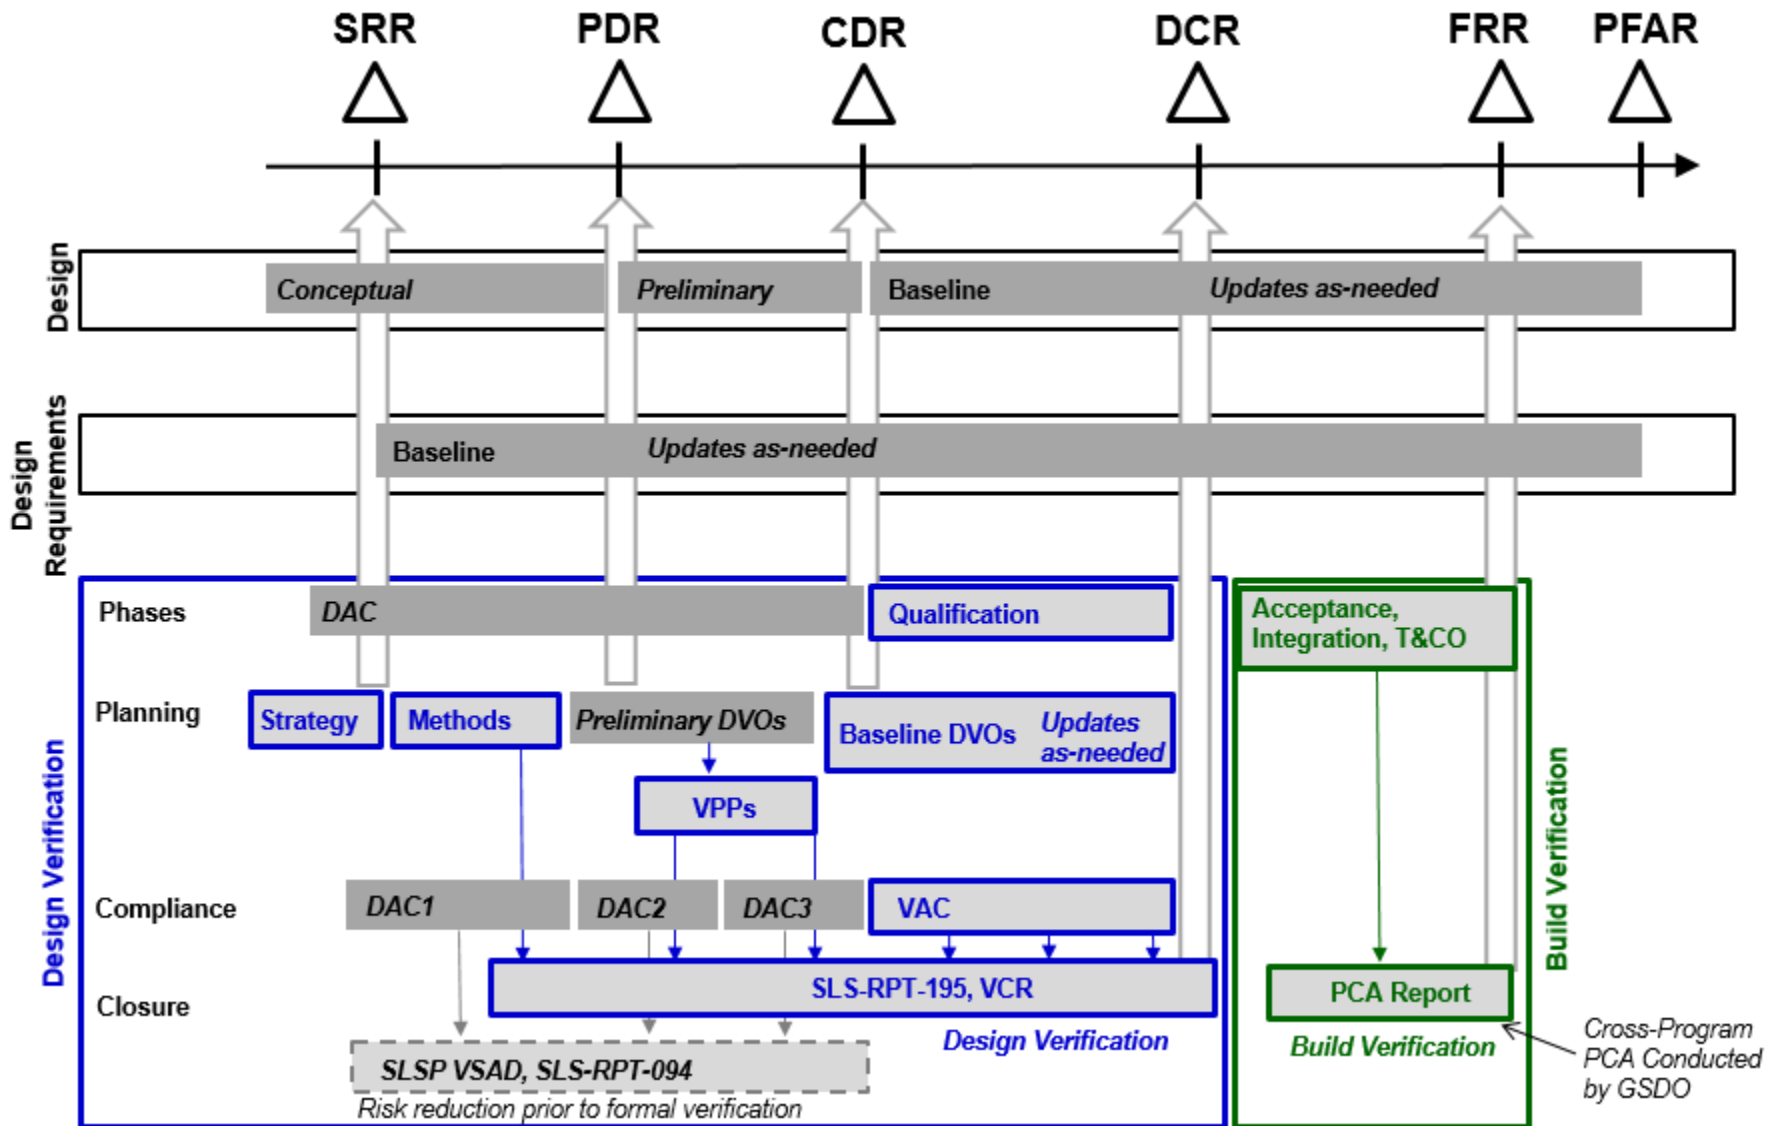 SRR
PDR
CDR
DCR
FRR
PFAR
Design
Conceptual
Preliminary
Baseline
Updates as-needed
Design
Requirements
Baseline
Updates as-needed
Design Verification
Phases
DAC
Qualification
Acceptance,
Integration, T&CO
Planning
Strategy
Methods
Preliminary DVOs
Baseline DVOs
Updates
as-needed
VPPs
Compliance
DAC1
DAC2
DAC3
VAC
Closure
SLS-RPT-195, VCR
PCA Report
Design Verification
Build Verification
SLSP VSAD, SLS-RPT-094
Risk reduction prior to formal verification
Build Verification
Cross-Program
PCA Conducted
by GSDO